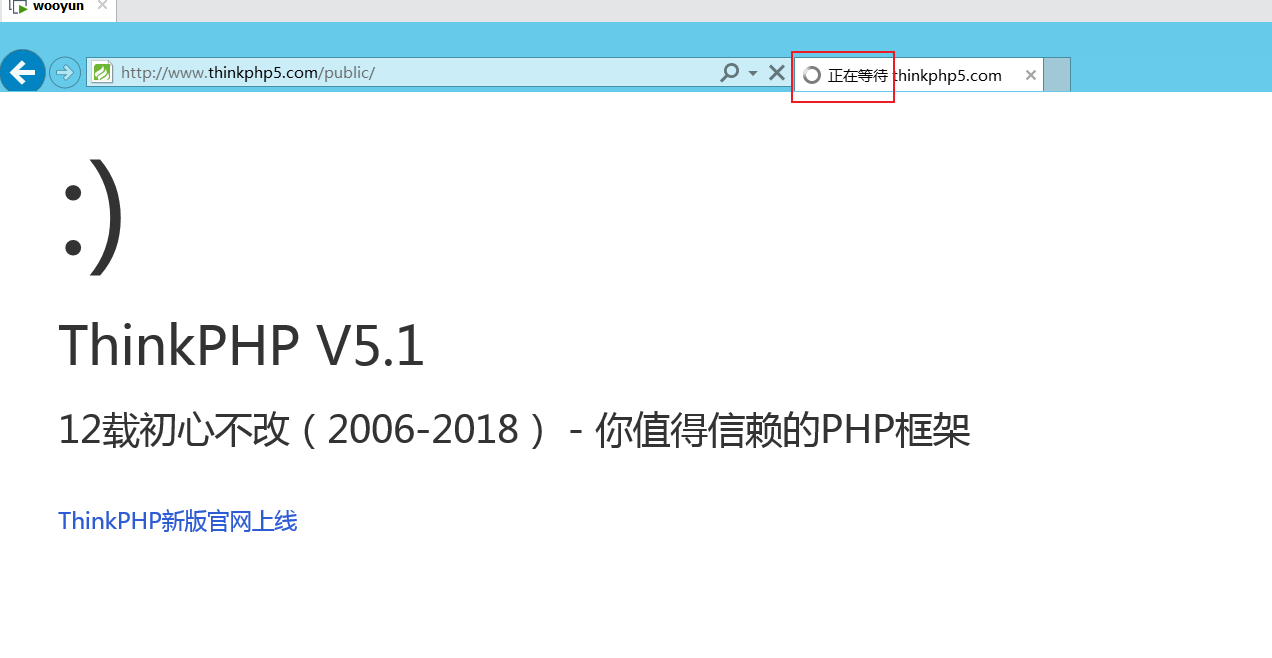 wooyun
http://www.thinkphp5.com/public/
正在等待 thinkphp5.com
:)
ThinkPHP V5.1
12载初心不改（2006-2018） - 你值得信赖的PHP框架
ThinkPHP新版官网上线